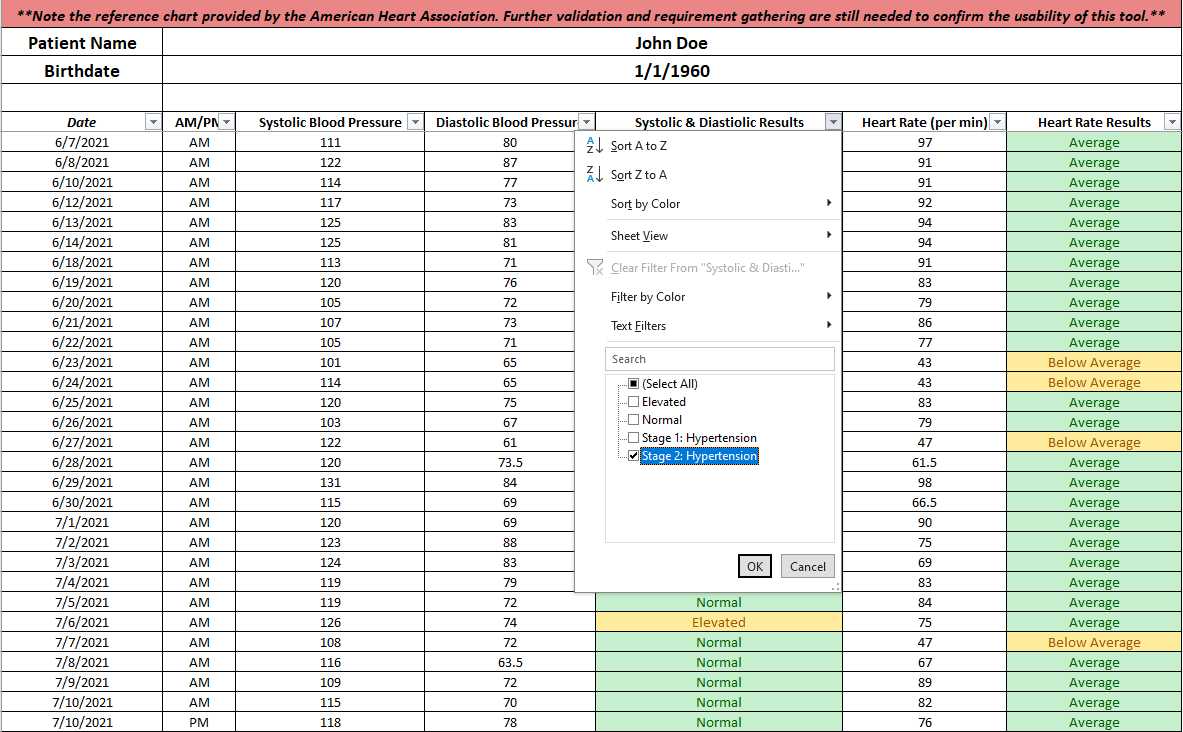 **Note the reference chart provided by the American Heart Association. Further validation and requirement gathering are still needed to confirm the usability of this tool.**
Patient Name John Doe
Birthdate 1/1/1960
Date AM/PM Systolic Blood Pressure Diastolic Blood Pressur Systolic & Diastiolic Results Heart Rate (per min) Heart Rate Results
6/7/2021 AM 111 80 97 Average
6/8/2021 AM 122 87 91 Average
6/10/2021 AM 114 77 91 Average
6/12/2021 AM 117 73 92 Average
6/13/2021 AM 125 83 94 Average
6/14/2021 AM 125 81 94 Average
6/18/2021 AM 113 71 91 Average
6/19/2021 AM 120 76 83 Average
6/20/2021 AM 105 72 79 Average
6/21/2021 AM 107 73 86 Average
6/22/2021 AM 105 71 77 Average
6/23/2021 AM 101 65 43 Below Average
6/24/2021 AM 114 65 43 Below Average
6/25/2021 AM 120 75 83 Average
6/26/2021 AM 103 67 79 Average
6/27/2021 AM 122 61 47 Below Average
6/28/2021 AM 120 73.5 61.5 Average
6/29/2021 AM 131 84 98 Average
6/30/2021 AM 115 69 66.5 Average
7/1/2021 AM 120 69 90 Average
7/2/2021 AM 123 88 75 Average
7/3/2021 AM 124 83 69 Average
7/4/2021 AM 119 79 83 Average
7/5/2021 AM 119 72 Normal 84 Average
7/6/2021 AM 126 74 Elevated 75 Average
7/7/2021 AM 108 72 Normal 47 Below Average
7/8/2021 AM 116 63.5 Normal 67 Average
7/9/2021 AM 109 72 Normal 89 Average
7/10/2021 AM 115 70 Normal 82 Average
7/10/2021 PM 118 78 Normal 76 Average
Sort A to Z
Sort Z to A
Sort by Color
Sheet View
Clear Filter From "Systolic & Diasti..."
Filter by Color
Text Filters
Search
(Select All)
Elevated
Normal
Stage 1: Hypertension
Stage 2: Hypertension
OK Cancel